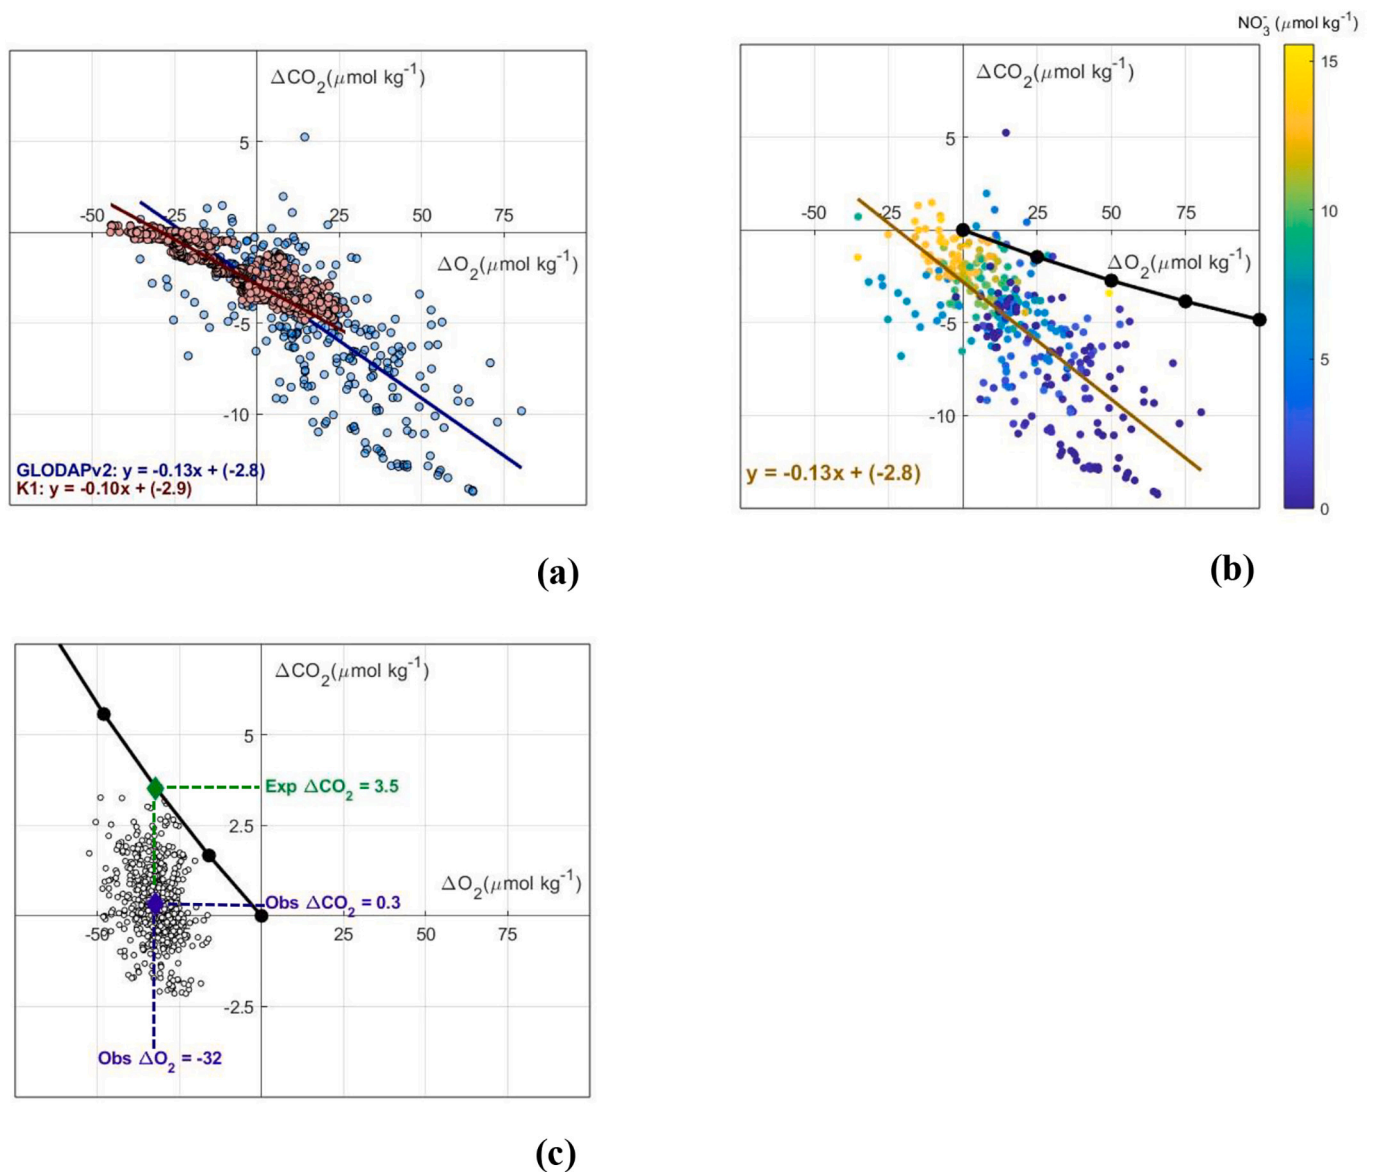 ΔCO₂(μmol kg⁻¹)
5
-50
-25
25
50
75
ΔO₂(μmol kg⁻¹)
-5
-10
GLODAPv2: y = -0.13x + (-2.8)
K1: y = -0.10x + (-2.9)
(a)
NO₃⁻ (μmol kg⁻¹)
ΔCO₂(μmol kg⁻¹)
5
-50
-25
25
50
75
ΔO₂(μmol kg⁻¹)
-5
-10
y = -0.13x + (-2.8)
15
10
5
0
(b)
ΔCO₂(μmol kg⁻¹)
5
Exp ΔCO₂ = 3.5
2.5
ΔO₂(μmol kg⁻¹)
Obs ΔCO₂ = 0.3
-50
25
50
75
-2.5
Obs ΔO₂ = -32
(c)